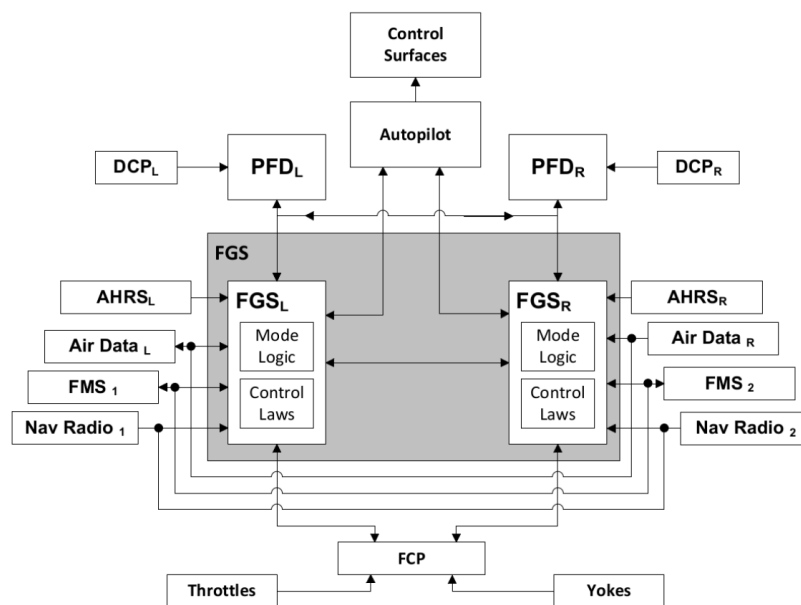 Control
Surfaces
Autopilot
DCPL
PFDL
PFDR
DCPR
FGS
AHRSL
FGSL
FGSR
AHRSR
Air Data L
Mode
Logic
Mode
Logic
Air Data R
FMS 1
Control
Laws
Control
Laws
FMS 2
Nav Radio 1
Nav Radio 2
FCP
Throttles
Yokes